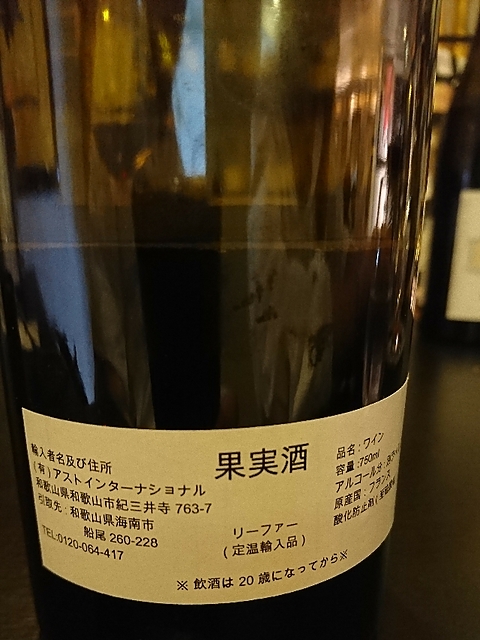 輸入者名及び住所
(有)アストインターナショナル
和歌山県和歌山市紀三井寺 763-7
引取先：和歌山県海南市
船尾 260-228
TEL:0120-064-417
果実酒
リーファー
(定温輸入品)
品名：ワイン
容量：750ml
アルコール分：
原産国：フランス
酸化防止剤(
※ 飲酒は 20 歳になってから※